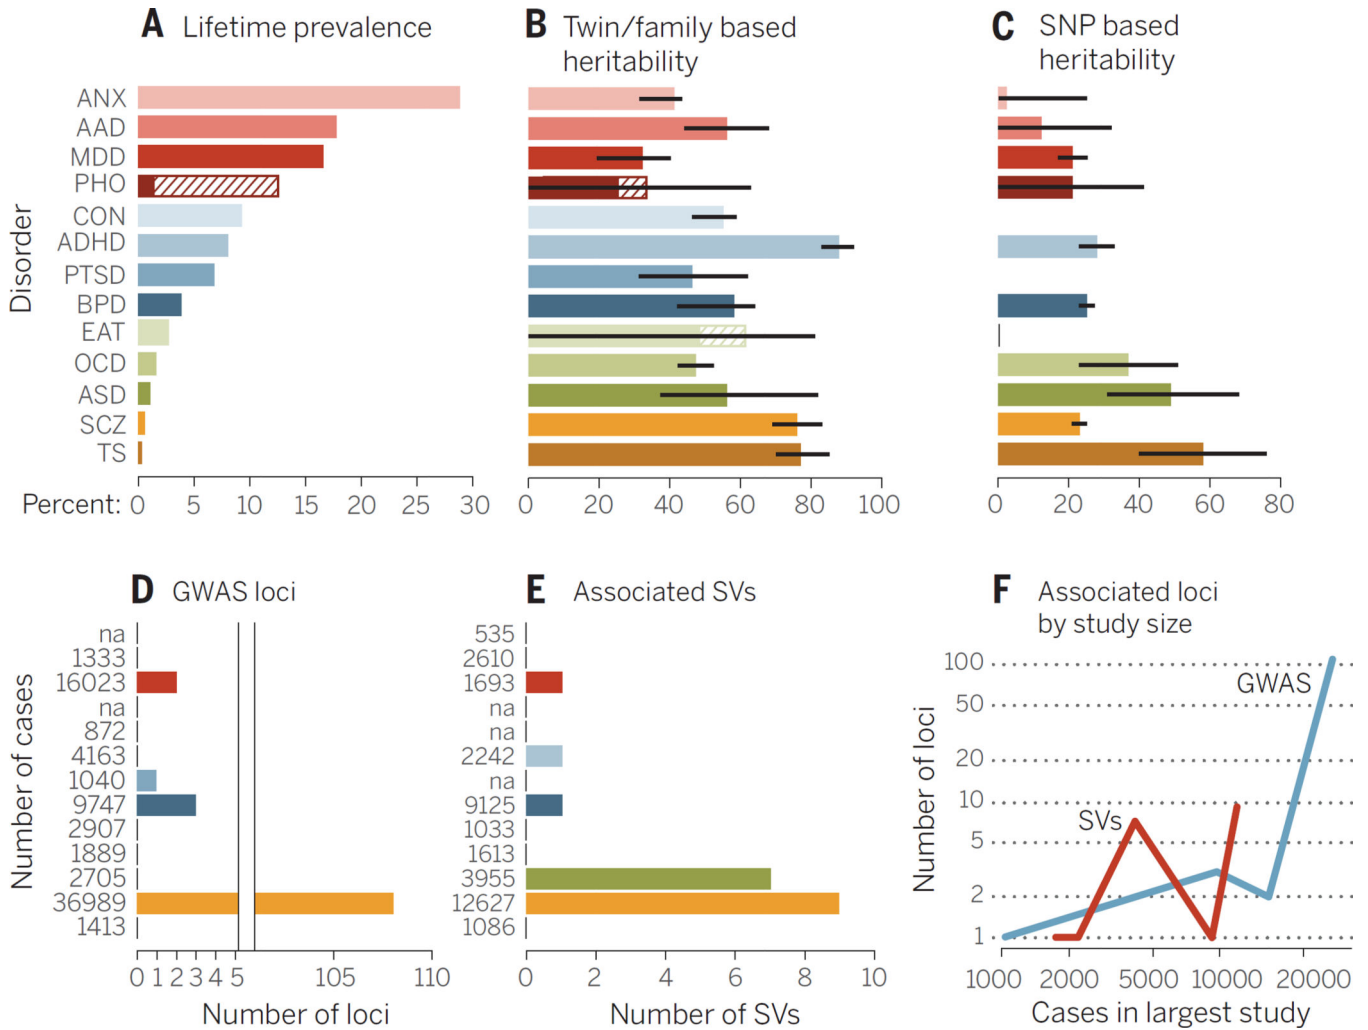 A Lifetime prevalence
B Twin/family based
heritability
C SNP based
heritability
Disorder
ANX
AAD
MDD
PHO
CON
ADHD
PTSD
BPD
EAT
OCD
ASD
SCZ
TS
Percent:
0 5 10 15 20 25 30
0 20 40 60 80 100
0 20 40 60 80
D GWAS loci
Number of cases
na
1333
16023
na
872
4163
1040
9747
2907
1889
2705
36989
1413
0 1 2 3 4 5 105 110
Number of loci
E Associated SVs
535
2610
1693
na
na
2242
na
9125
1033
1613
3955
12627
1086
0 2 4 6 8 10
Number of SVs
F Associated loci
by study size
Number of loci
100
50
20
10
5
2
1
GWAS
SVs
1000 2000 5000 10000 20000
Cases in largest study